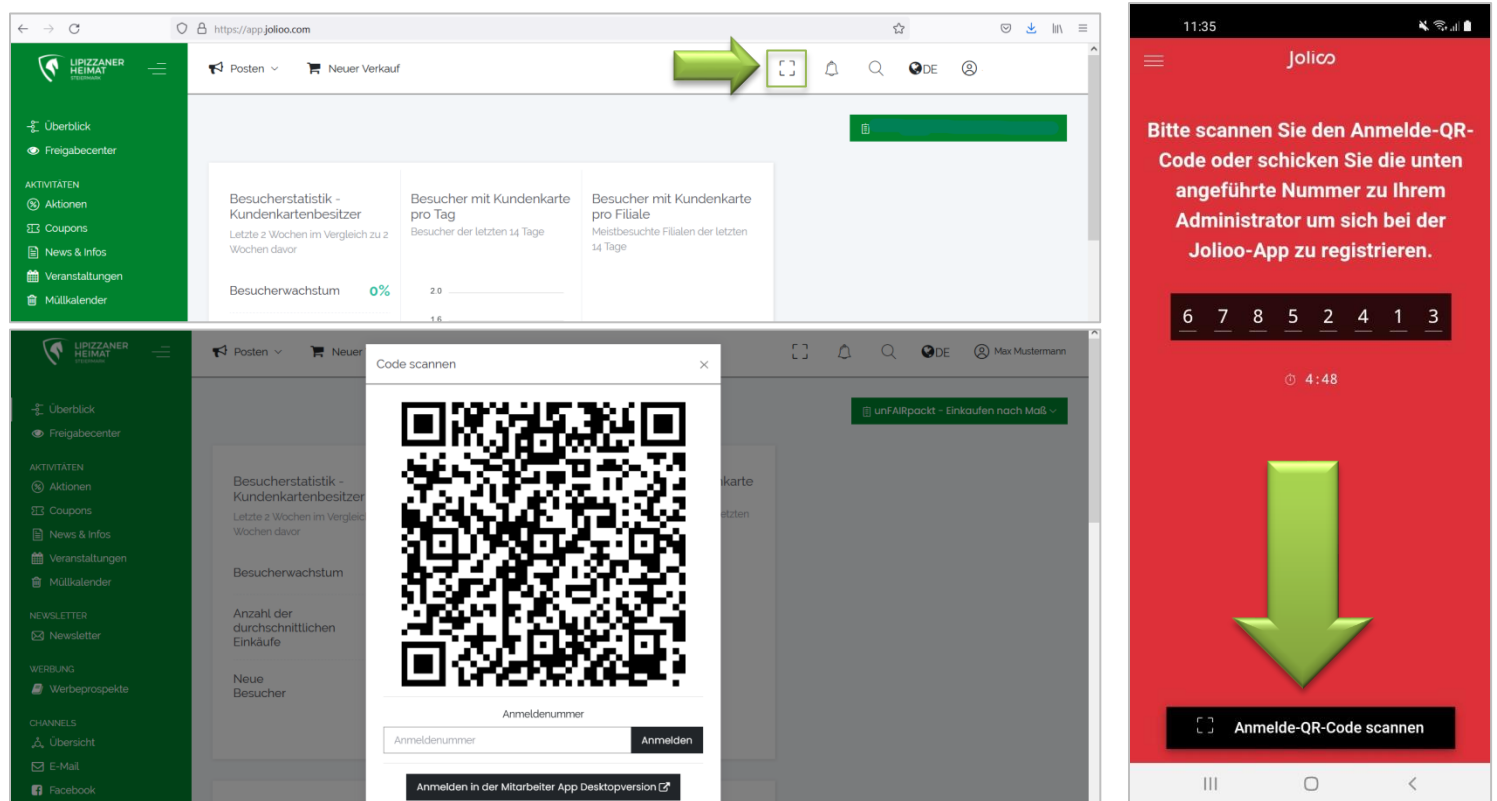 https://app.jolioo.com
LIPIZZANER
HEIMAT
STEIERMARK
Posten
Neuer Verkauf
DE
Überblick
Freigabecenter
AKTIVITÄTEN
Aktionen
Coupons
News & Infos
Veranstaltungen
Müllkalender
Besucherstatistik -
Kundenkartenbesitzer
Letzte 2 Wochen im Vergleich zu 2
Wochen davor
Besucherwachstum 0%
Besucher mit Kundenkarte
pro Tag
Besucher der letzten 14 Tage
2.0
1.6
Besucher mit Kundenkarte
pro Filiale
Meistbesuchte Filialen der letzten
14 Tage
LIPIZZANER
HEIMAT
STEIERMARK
Posten
Neuer
DE
Max Mustermann
unFAIRpackt - Einkaufen nach Maß
Überblick
Freigabecenter
AKTIVITÄTEN
Aktionen
Coupons
News & Infos
Veranstaltungen
Müllkalender
NEWSLETTER
Newsletter
WERBUNG
Werbeprospekte
CHANNELS
Übersicht
E-Mail
Facebook
Besucherstatistik -
Kundenkartenbesitzer
Letzte 2 Wochen im Vergleic
Wochen davor
Besucherwachstum
Anzahl der
durchschnittlichen
Einkäufe
Neue
Besucher
nkarte
etzten
Code scannen
Anmeldenummer
Anmeldenummer
Anmelden
Anmelden in der Mitarbeiter App Desktopversion
11:35
Jolioo
Bitte scannen Sie den Anmelde-QR-
Code oder schicken Sie die unten
angeführte Nummer zu Ihrem
Administrator um sich bei der
Jolioo-App zu registrieren.
6 7 8 5 2 4 1 3
4:48
Anmelde-QR-Code scannen